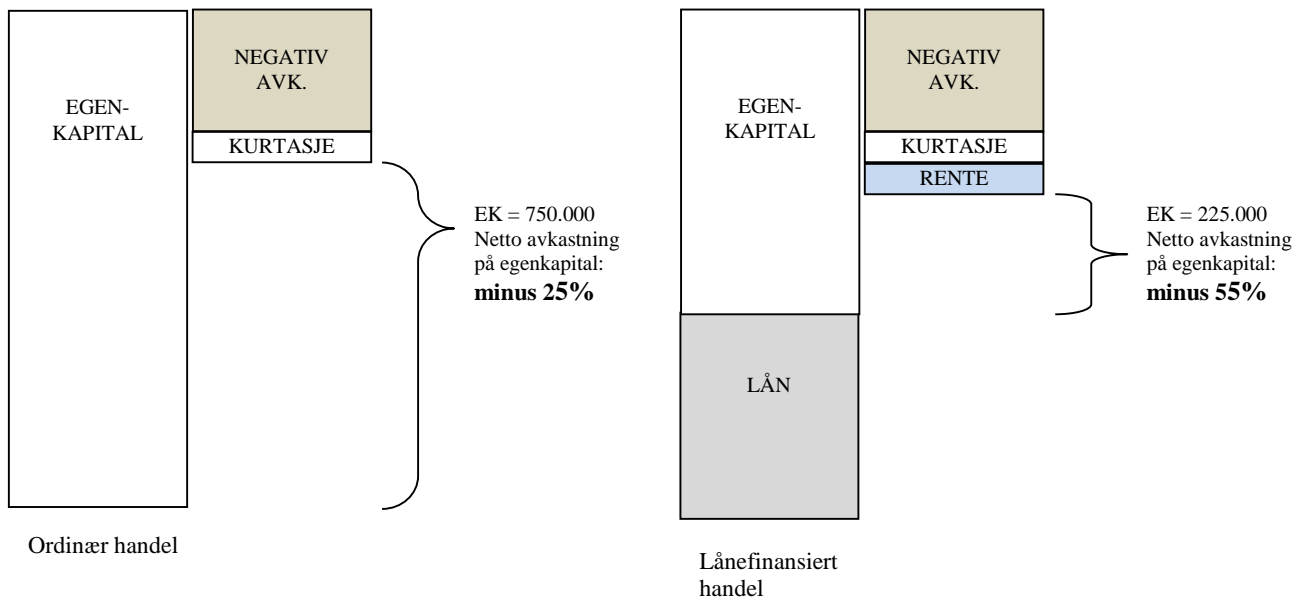 EGEN-
KAPITAL
NEGATIV
AVK.
KURTASJE
EK = 750.000
Netto avkastning
på egenkapital:
minus 25%
Ordinær handel
EGEN-
KAPITAL
NEGATIV
AVK.
KURTASJE
RENTE
EK = 225.000
Netto avkastning
på egenkapital:
minus 55%
LÅN
Lånefinansiert
handel